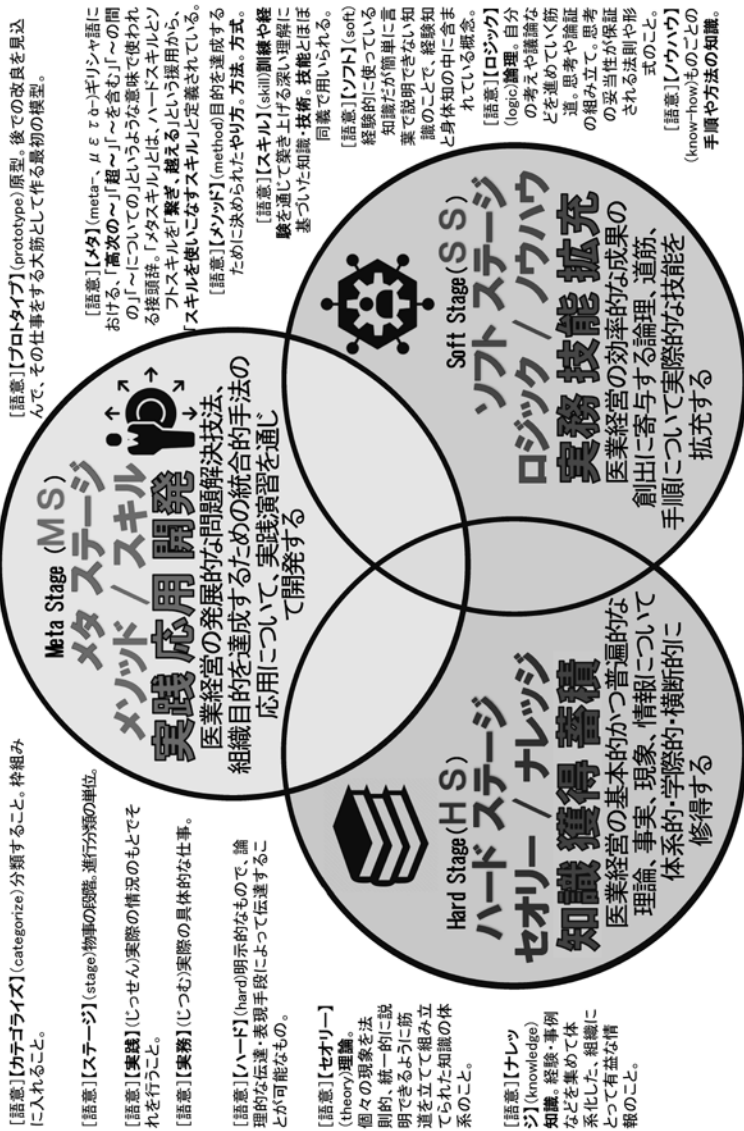 [語意]【カテゴライズ】(categorize)分類すること。枠組み
に入れること。
[語意]【ステージ】(stage)物事の段階。進行分類の単位。
[語意]【実践】(じっせん)実際の情況のもとでそ
れを行うこと。
[語意]【実務】(じつむ)実際の具体的な仕事。
[語意]【ハード】(hard)明示的なもので、論
理的な伝達・表現手段によって伝達するこ
とが可能なもの。
[語意]【セオリー】
(theory)理論。
個々の現象を法
則的、統一的に説
明できるように筋
道を立てて組み立
てられた知識の体
系のこと。
[語意]【ナレッ
ジ】(knowledge)
知識。経験・事例
などを集めて体
系化した、組織に
とって有益な情
報のこと。
[語意]【プロトタイプ】(prototype)原型。後での改良を見込
んで、その仕事をする大筋として作る最初の模型。
[語意]【メタ】(meta-、μετά-)ギリシャ語に
おける、「高次の～」「超～」「～を含む」「～の間
の」「～についての」というような意味で使われ
る接頭辞。「メタスキル」とは、ハードスキルとソ
フトスキルを「繋ぎ、越える」という援用から、
「スキルを使いこなすスキル」と定義されている。
[語意]【メソッド】(method)目的を達成する
ために決められたやり方。方法。方式。
[語意]【スキル】(skill)訓練や経
験を通じて築き上げる深い理解に
基づいた知識・技術。技能とほぼ
同義で用いられる。
[語意]【ソフト】(soft)
経験的に使っている
知識だが簡単に言
葉で説明できない知
識のことで、経験知
と身体知の中に含ま
れている概念。
[語意]【ロジック】
(logic)論理。自分
の考えや議論な
どを進めていく筋
道。思考や論証
の組み立て。思考
の妥当性が保証
される法則や形
式のこと。
[語意]【ノウハウ】
(know-how)ものごとの
手順や方法の知識。
Meta Stage (MS)
メタ ステージ
メソッド / スキル
実践 応用 開発
医業経営の発展的な問題解決技法、
組織目的を達成するための統合的手法の
応用について、実践演習を通じ
て開発する
Hard Stage(HS)
ハード ステージ
セオリー / ナレッジ
知識 獲得 蓄積
医業経営の基本的かつ普遍的な
理論、事実、現象、情報について
体系的・学際的・横断的に
修得する
Soft Stage(SS)
ソフト ステージ
ロジック / ノウハウ
実務 技能 拡充
医業経営の効率的な成果の
創出に寄与する論理、道筋、
手順について実際的な技能を
拡充する